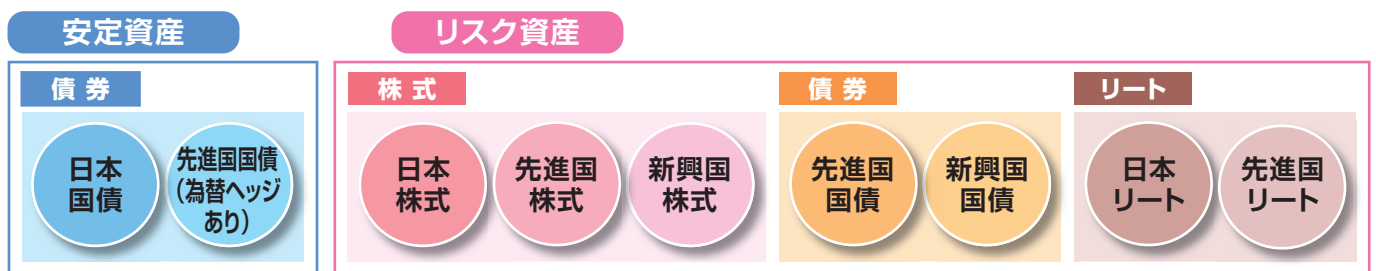 安定資産
リスク資産
債券
株式
債券
リート
日本
国債
先進国国債
(為替ヘッジ
あり)
日本
株式
先進国
株式
新興国
株式
先進国
国債
新興国
国債
日本
リート
先進国
リート